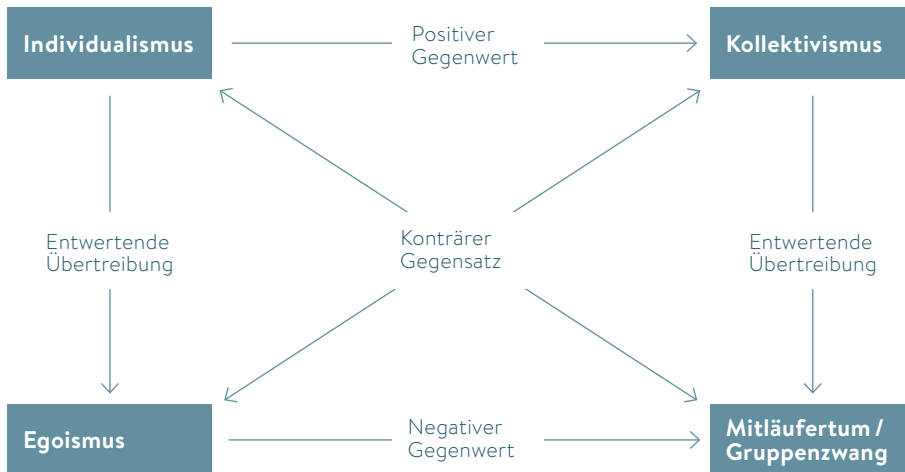 Individualismus
Positiver
Gegenwert
Kollektivismus
Entwertende
Übertreibung
Konträrer
Gegensatz
Entwertende
Übertreibung
Egoismus
Negativer
Gegenwert
Mitläufertum /
Gruppenzwang